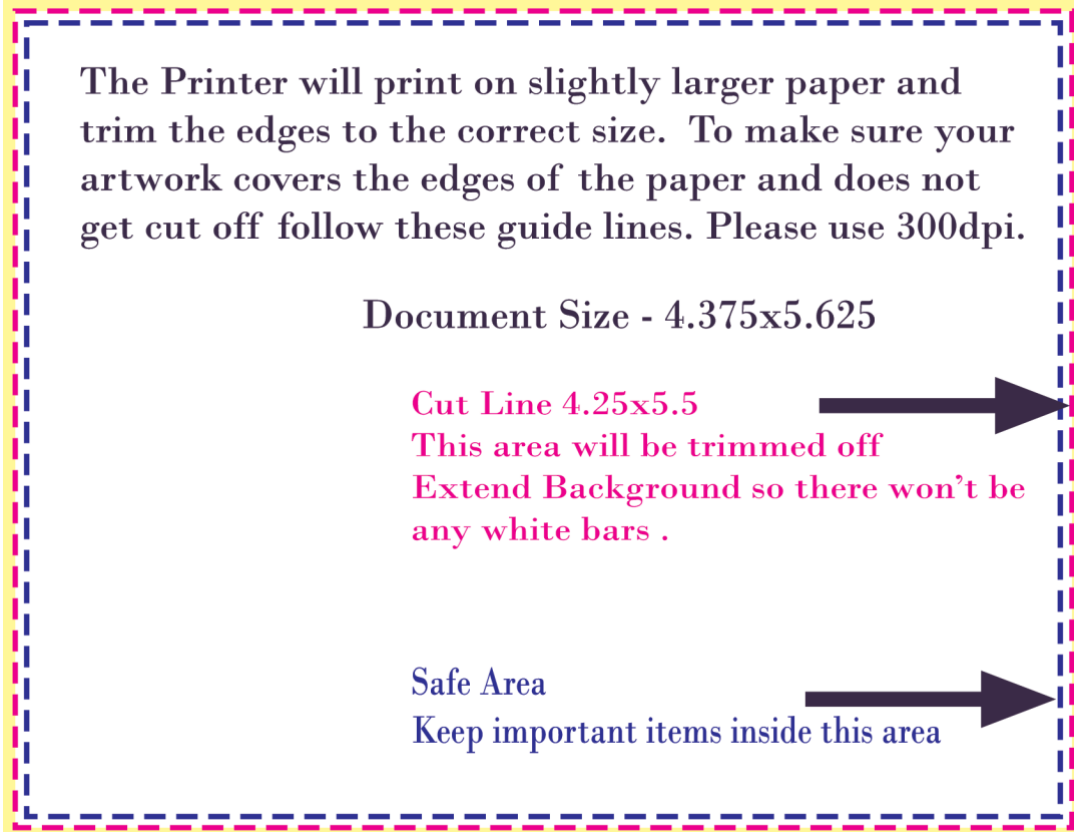 The Printer will print on slightly larger paper and
trim the edges to the correct size. To make sure your
artwork covers the edges of the paper and does not
get cut off follow these guide lines. Please use 300dpi.
Document Size - 4.375x5.625
Cut Line 4.25x5.5
This area will be trimmed off
Extend Background so there won’t be
any white bars .
Safe Area
Keep important items inside this area